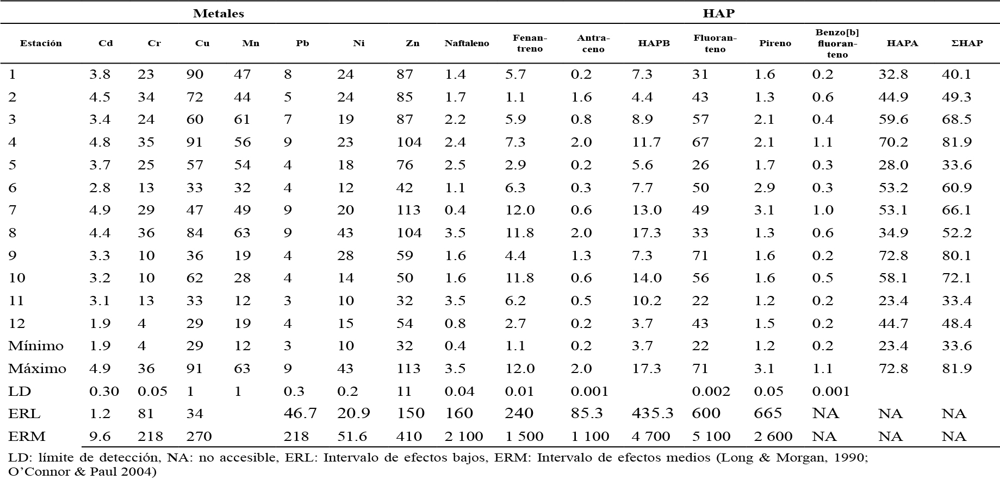 Metales HAP
Estación Cd Cr Cu Mn Pb Ni Zn Naftaleno Fenan-treno Antra-ceno HAPB Fluoran-teno Pireno Benzo[b] fluoran-teno HAPA ΣHAP
1 3.8 23 90 47 8 24 87 1.4 5.7 0.2 7.3 31 1.6 0.2 32.8 40.1
2 4.5 34 72 44 5 24 85 1.7 1.1 1.6 4.4 43 1.3 0.6 44.9 49.3
3 3.4 24 60 61 7 19 87 2.2 5.9 0.8 8.9 57 2.1 0.4 59.6 68.5
4 4.8 35 91 56 9 23 104 2.4 7.3 2.0 11.7 67 2.1 1.1 70.2 81.9
5 3.7 25 57 54 4 18 76 2.5 2.9 0.2 5.6 26 1.7 0.3 28.0 33.6
6 2.8 13 33 32 4 12 42 1.1 6.3 0.3 7.7 50 2.9 0.3 53.2 60.9
7 4.9 29 47 49 9 20 113 0.4 12.0 0.6 13.0 49 3.1 1.0 53.1 66.1
8 4.4 36 84 63 9 43 104 3.5 11.8 2.0 17.3 33 1.3 0.6 34.9 52.2
9 3.3 10 36 19 4 28 59 1.6 4.4 1.3 7.3 71 1.6 0.2 72.8 80.1
10 3.2 10 62 28 4 14 50 1.6 11.8 0.6 14.0 56 1.6 0.5 58.1 72.1
11 3.1 13 33 12 3 10 32 3.5 6.2 0.5 10.2 22 1.2 0.2 23.4 33.4
12 1.9 4 29 19 4 15 54 0.8 2.7 0.2 3.7 43 1.5 0.2 44.7 48.4
Mínimo 1.9 4 29 12 3 10 32 0.4 1.1 0.2 3.7 22 1.2 0.2 23.4 33.6
Máximo 4.9 36 91 63 9 43 113 3.5 12.0 2.0 17.3 71 3.1 1.1 72.8 81.9
LD 0.30 0.05 1 1 0.3 0.2 11 0.04 0.01 0.001 0.002 0.05 0.001
ERL 1.2 81 34 46.7 20.9 150 160 240 85.3 435.3 600 665 NA NA NA
ERM 9.6 218 270 218 51.6 410 2 100 1 500 1 100 4 700 5 100 2 600 NA NA NA
LD: límite de detección, NA: no accesible, ERL: Intervalo de efectos bajos, ERM: Intervalo de efectos medios (Long & Morgan, 1990;
O’Connor & Paul 2004)